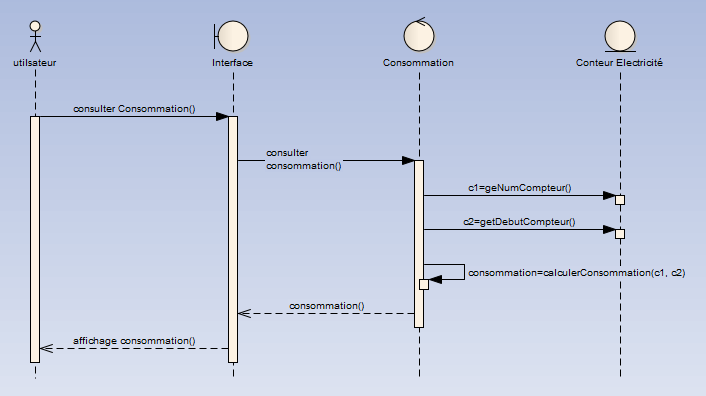 utilsateur
Interface
Consommation
Conteur Electricité
consulter Consommation()
consulter
consommation()
c1=geNumCompteur()
c2=getDebutCompteur()
consommation=calculerConsommation(c1, c2)
consommation()
affichage consommation()